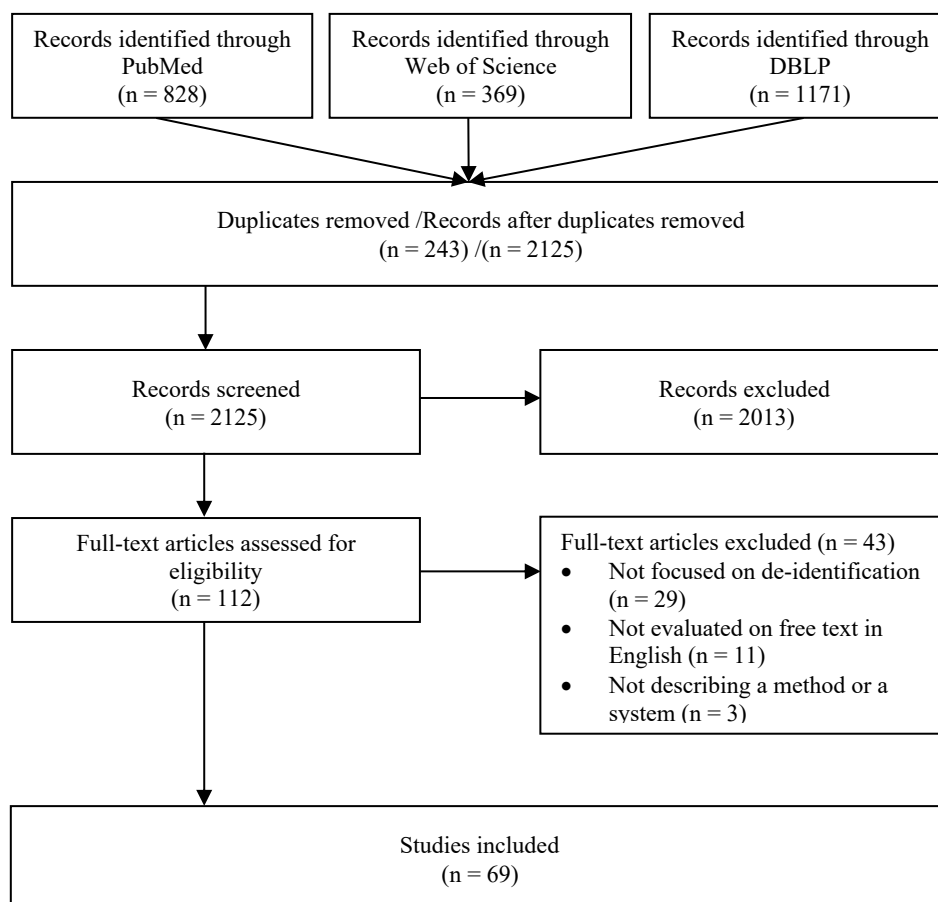 Records identified through
PubMed
(n = 828)
Records identified through
Web of Science
(n = 369)
Records identified through
DBLP
(n = 1171)
Duplicates removed /Records after duplicates removed
(n = 243) /(n = 2125)
Records screened
(n = 2125)
Records excluded
(n = 2013)
Full-text articles assessed for
eligibility
(n = 112)
Full-text articles excluded (n = 43)
• Not focused on de-identification
(n = 29)
• Not evaluated on free text in
English (n = 11)
• Not describing a method or a
system (n = 3)
Studies included
(n = 69)